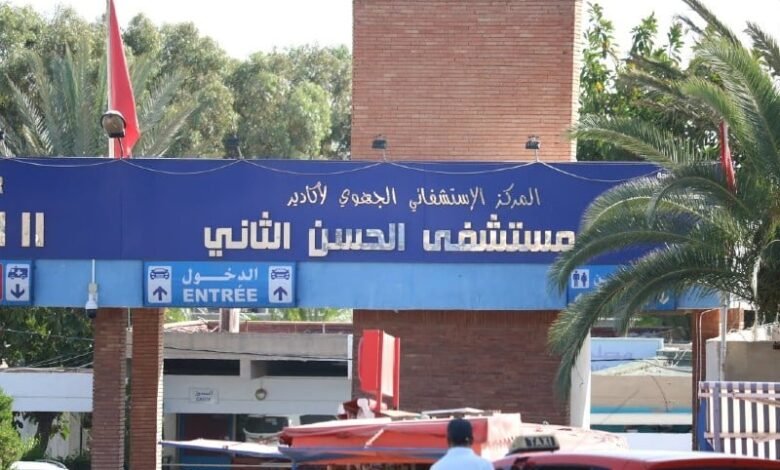 المركز الإستشفائي الجهوي لأكادير
مستشفى الحسن الثاني
II
الدخول
ENTRÉE
TAXI